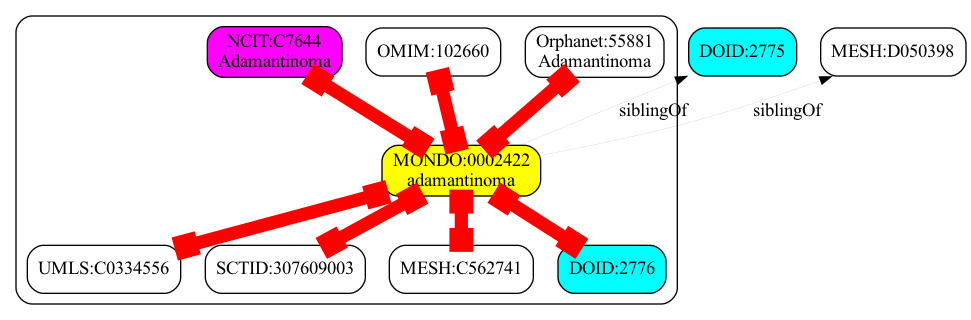 NCIT:C7644
Adamantinoma
OMIM:102660
Orphanet:55881
Adamantinoma
DOID:2775
MESH:D050398
siblingOf
siblingOf
MONDO:0002422
adamantinoma
UMLS:C0334556
SCTID:307609003
MESH:C562741
DOID:2776